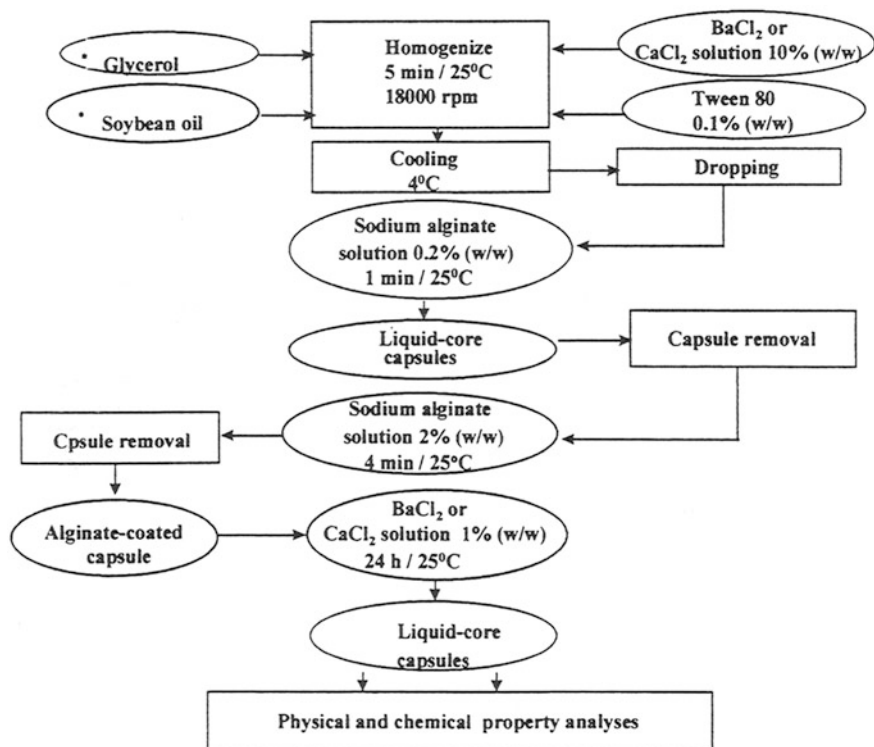 Glycerol
Soybean oil
Homogenize
5 min / 25⁰C
18000 rpm
BaCl₂ or
CaCl₂ solution 10% (w/w)
Tween 80
0.1% (w/w)
Cooling
4⁰C
Dropping
Sodium alginate
solution 0.2% (w/w)
1 min / 25⁰C
Liquid-core
capsules
Capsule removal
Sodium alginate
solution 2% (w/w)
4 min / 25°C
Cpsule removal
Alginate-coated
capsule
BaCl₂ or
CaCl₂ solution 1% (w/w)
24 h / 25⁰C
Liquid-core
capsules
Physical and chemical property analyses